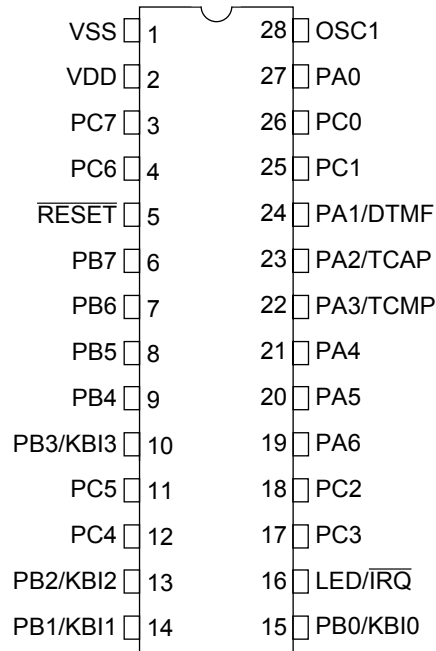 VSS 1 28 OSC1
VDD 2 27 PA0
PC7 3 26 PC0
PC6 4 25 PC1
RESET 5 24 PA1/DTMF
PB7 6 23 PA2/TCAP
PB6 7 22 PA3/TCMP
PB5 8 21 PA4
PB4 9 20 PA5
PB3/KBI3 10 19 PA6
PC5 11 18 PC2
PC4 12 17 PC3
PB2/KBI2 13 16 LED/IRQ
PB1/KBI1 14 15 PB0/KBI0